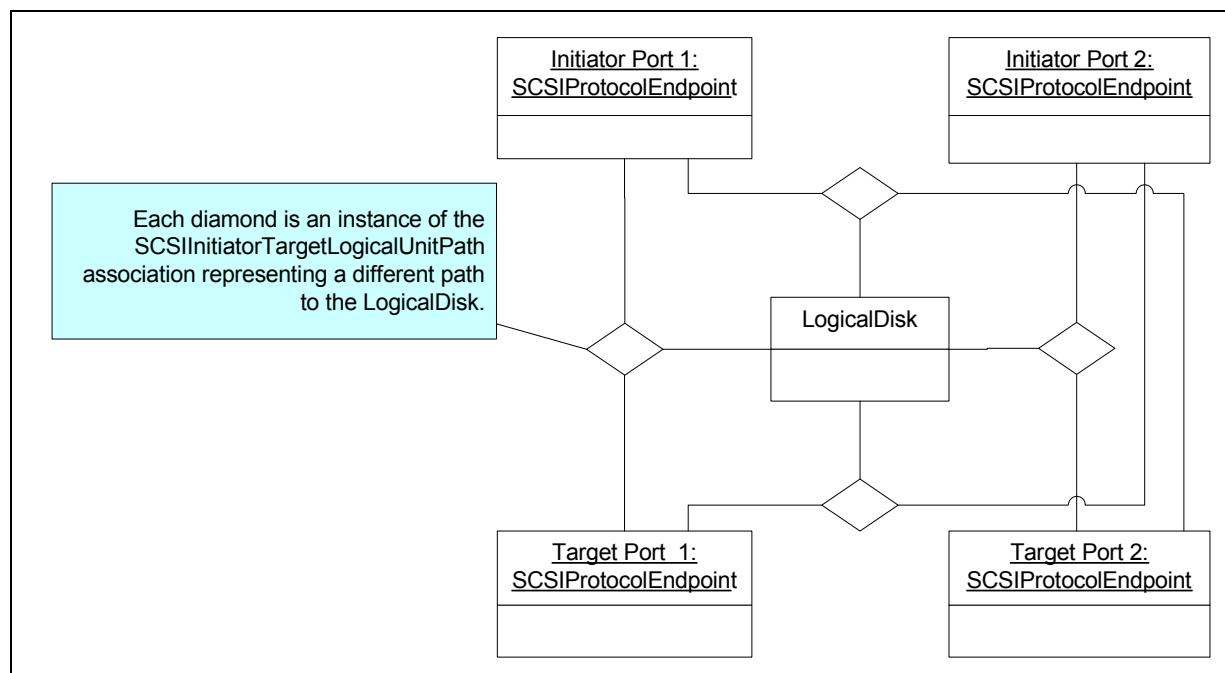 Initiator Port 1:
SCSIProtocolEndpoint
Initiator Port 2:
SCSIProtocolEndpoint
Each diamond is an instance of the
SCSIInitiatorTargetLogicalUnitPath
association representing a different path
to the LogicalDisk.
LogicalDisk
Target Port  1:
SCSIProtocolEndpoint
Target Port 2:
SCSIProtocolEndpoint